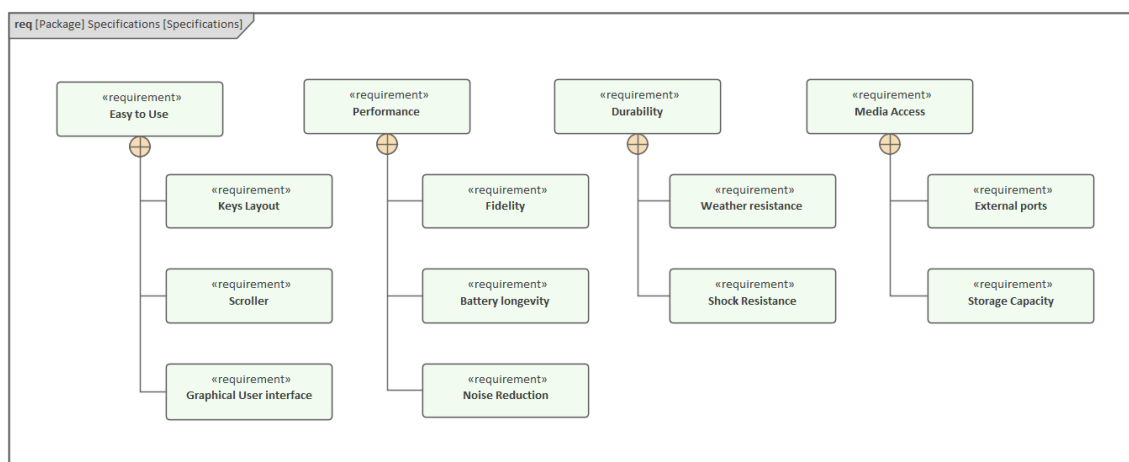 req [Package] Specifications [Specifications]
«requirement»
Easy to Use
«requirement»
Keys Layout
«requirement»
Scroller
«requirement»
Graphical User interface
«requirement»
Performance
«requirement»
Fidelity
«requirement»
Battery longevity
«requirement»
Noise Reduction
«requirement»
Durability
«requirement»
Weather resistance
«requirement»
Shock Resistance
«requirement»
Media Access
«requirement»
External ports
«requirement»
Storage Capacity